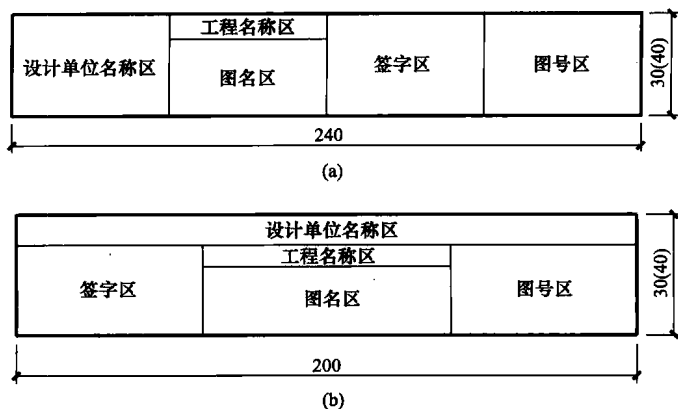 工程名称区
设计单位名称区
图名区
签字区
图号区
30(40)
240
(a)
设计单位名称区
工程名称区
签字区
图名区
图号区
30(40)
200
(b)